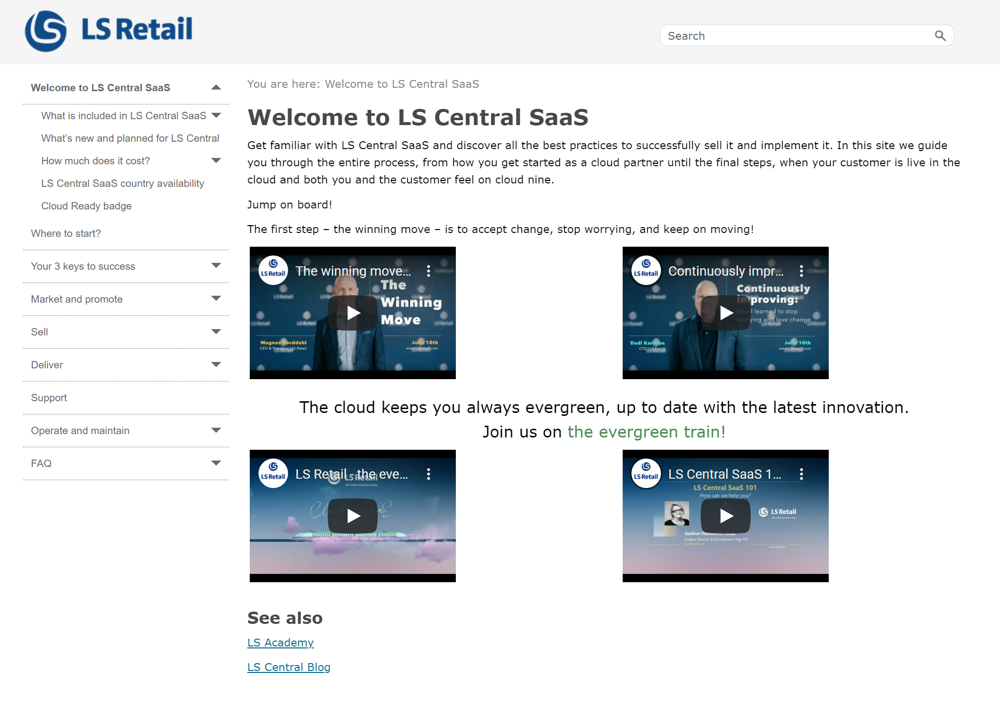 LS Retail
Search
Welcome to LS Central SaaS
What is included in LS Central SaaS
What’s new and planned for LS Central
How much does it cost?
LS Central SaaS country availability
Cloud Ready badge
Where to start?
Your 3 keys to success
Market and promote
Sell
Deliver
Support
Operate and maintain
FAQ
You are here: Welcome to LS Central SaaS
Welcome to LS Central SaaS
Get familiar with LS Central SaaS and discover all the best practices to successfully sell it and implement it. In this site we guide
you through the entire process, from how you get started as a cloud partner until the final steps, when your customer is live in the
cloud and both you and the customer feel on cloud nine.
Jump on board!
The first step – the winning move – is to accept change, stop worrying, and keep on moving!
LS Retail
The winning move...
The
Winning
Move
Magnus Norddahl
CEO & President | LS Retail
June 10th
www.LSRetail.com
LS Retail
Continuously impr...
Continuously
improving:
How I learned to stop
worrying and love change
Dadi Karason
CTO | LS Retail
June 10th
www.LSRetail.com
The cloud keeps you always evergreen, up to date with the latest innovation.
Join us on the evergreen train!
LS Retail
LS Retail - the eve...
LS Retail
We make business easy
Cloud SaaS
LS Retail
LS Central SaaS 1...
LS Central SaaS 101
How can we help you?
LS Retail
We make business easy
Gudrun
Product Director & Development Mgr. MY
See also
LS Academy
LS Central Blog